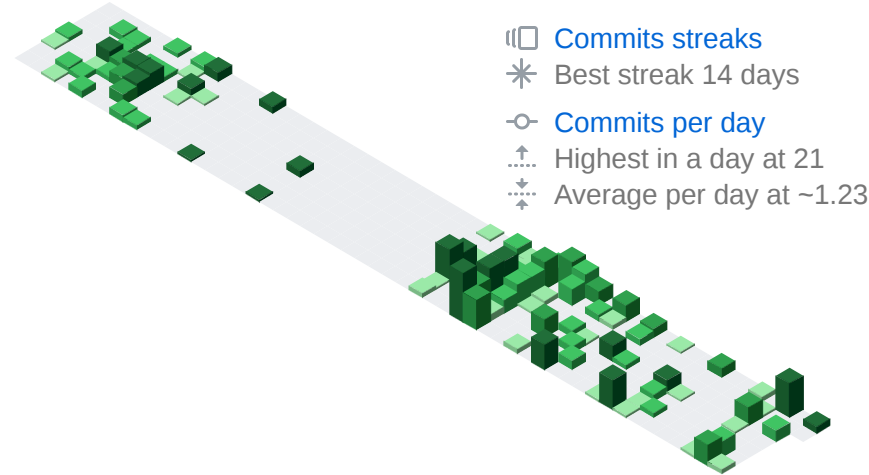 Commits streaks
Best streak 14 days
Commits per day
Highest in a day at 21
Average per day at ~1.23